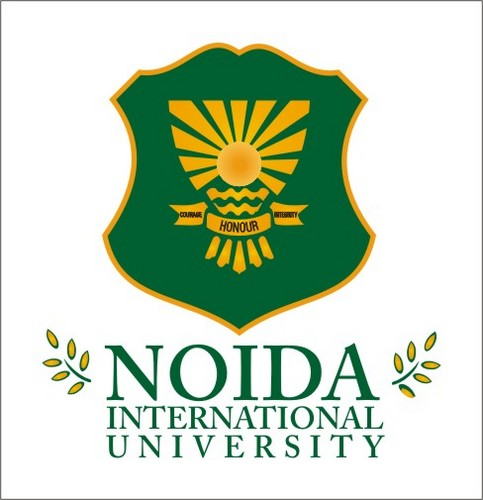 COURAGE HONOUR INTEGRITY
NOIDA
INTERNATIONAL
UNIVERSITY